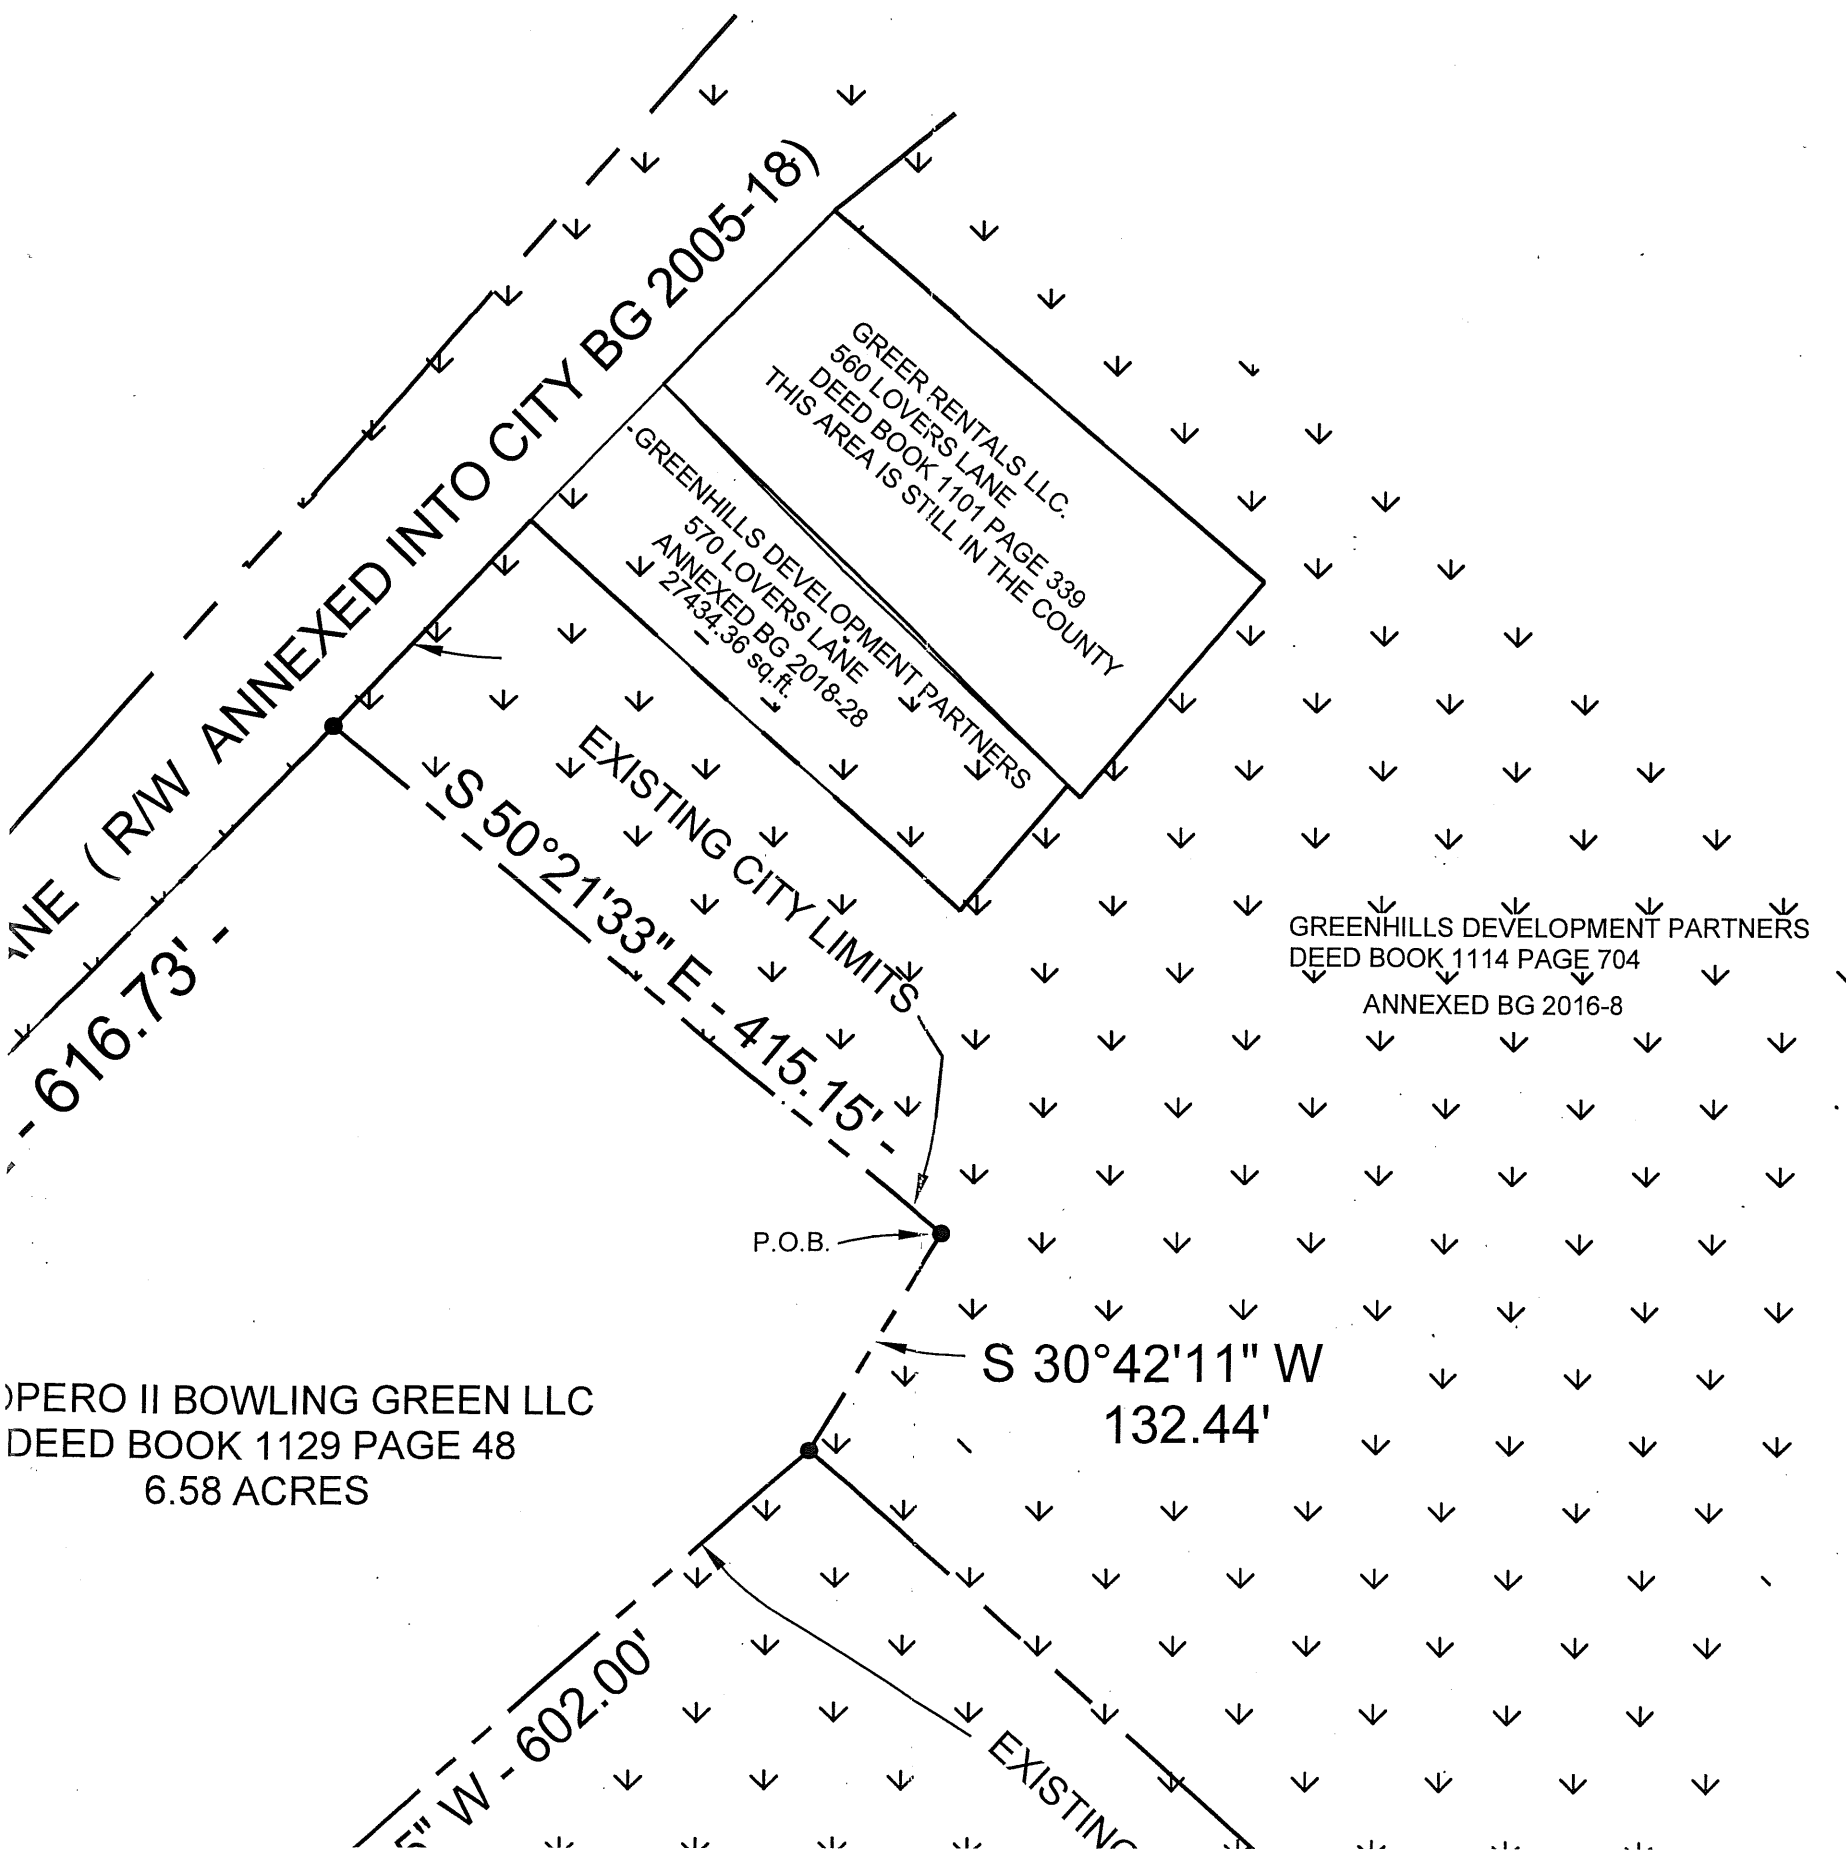 ANE ( R/W ANNEXED INTO CITY BG 2005-18)
GREER RENTALS LLC.
560 LOVERS LANE
DEED BOOK 1101 PAGE 339
THIS AREA IS STILL IN THE COUNTY
GREENHILLS DEVELOPMENT PARTNERS
570 LOVERS LANE
ANNEXED BG 2018-28
27434.36 sq.ft.
EXISTING CITY LIMITS
S 50°21'33" E - 415.15' -
- 616.73' -
GREENHILLS DEVELOPMENT PARTNERS
DEED BOOK 1114 PAGE 704
ANNEXED BG 2016-8
P.O.B.
S 30°42'11" W
132.44'
OPERO II BOWLING GREEN LLC
DEED BOOK 1129 PAGE 48
6.58 ACRES
5" W - 602.00'
EXISTING